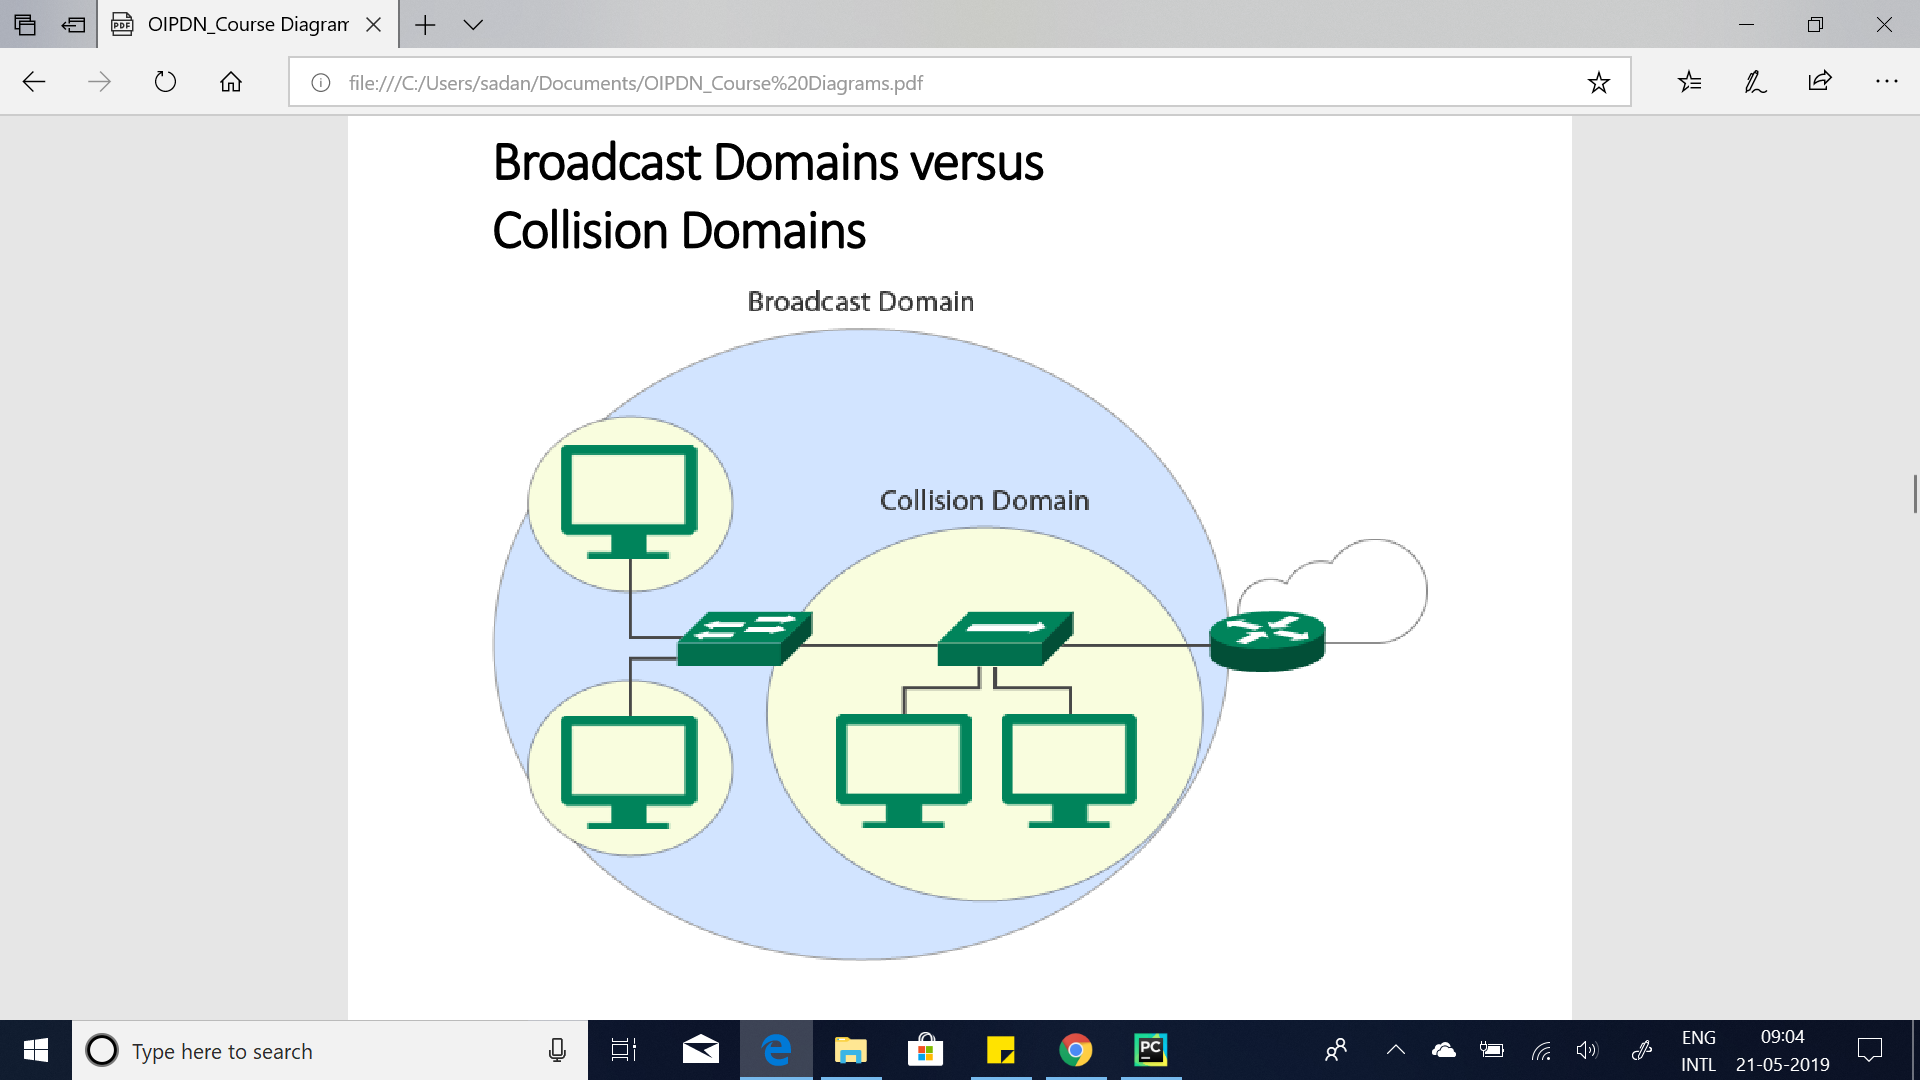 OIPDN_Course Diagram
file:///C:/Users/sadan/Documents/OIPDN_Course%20Diagrams.pdf
Broadcast Domains versus
Collision Domains
Broadcast Domain
Collision Domain
Type here to search
PC
ENG
INTL
09:04
21-05-2019